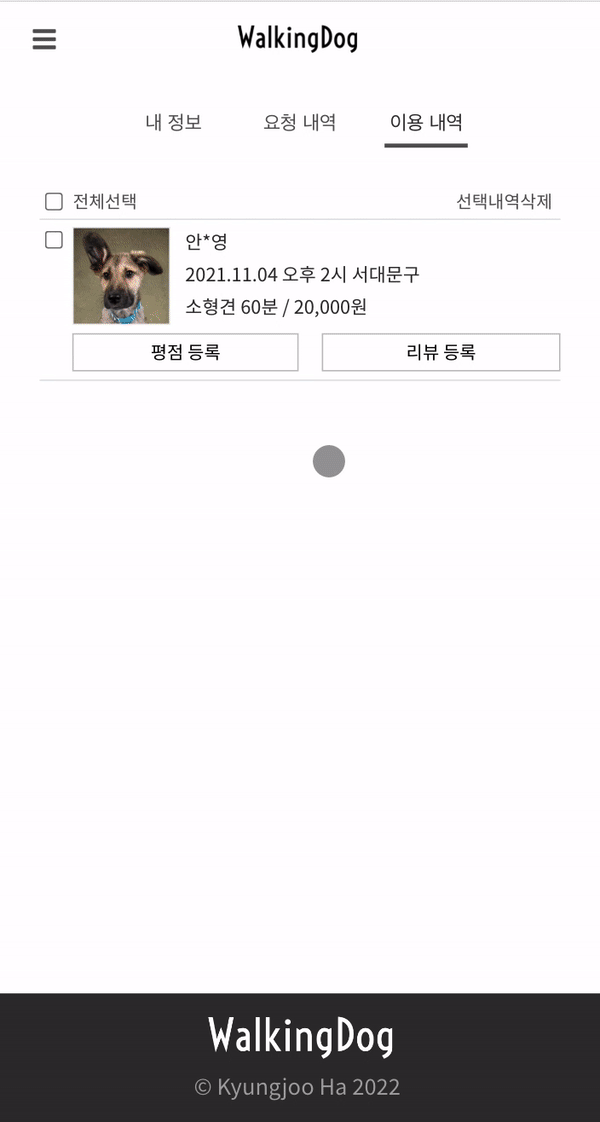 WalkingDog
내 정보 요청 내역 이용 내역
전체선택 선택내역삭제
안*영
2021.11.04 오후 2시 서대문구
소형견 60분 / 20,000원
평점 등록 리뷰 등록
WalkingDog
© Kyungjoo Ha 2022